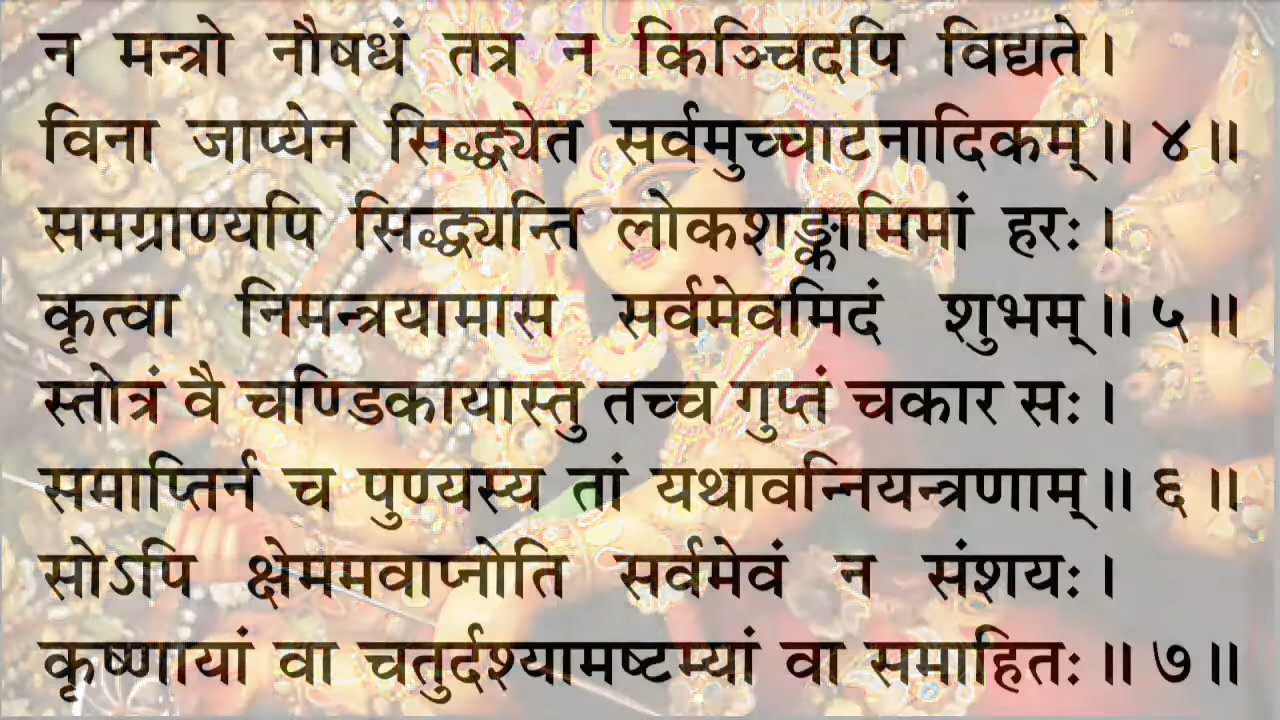 न मन्त्रो नौषधं तत्र न किञ्चिदपि विद्यते।
विना जाप्येन सिद्ध्येत सर्वमुच्चाटनादिकम्॥ ४॥
समग्राण्यपि सिद्ध्यन्ति लोकशङ्कामिमां हरः।
कृत्वा निमन्त्रयामास सर्वमेवमिदं शुभम्॥ ५॥
स्तोत्रं वै चण्डिकायास्तु तच्च गुप्तं चकार सः।
समाप्तिर्न च पुण्यस्य तां यथावन्नियन्त्रणाम्॥ ६॥
सोऽपि क्षेममवाप्नोति सर्वमेवं न संशयः।
कृष्णायां वा चतुर्दश्यामष्टम्यां वा समाहितः॥ ७॥